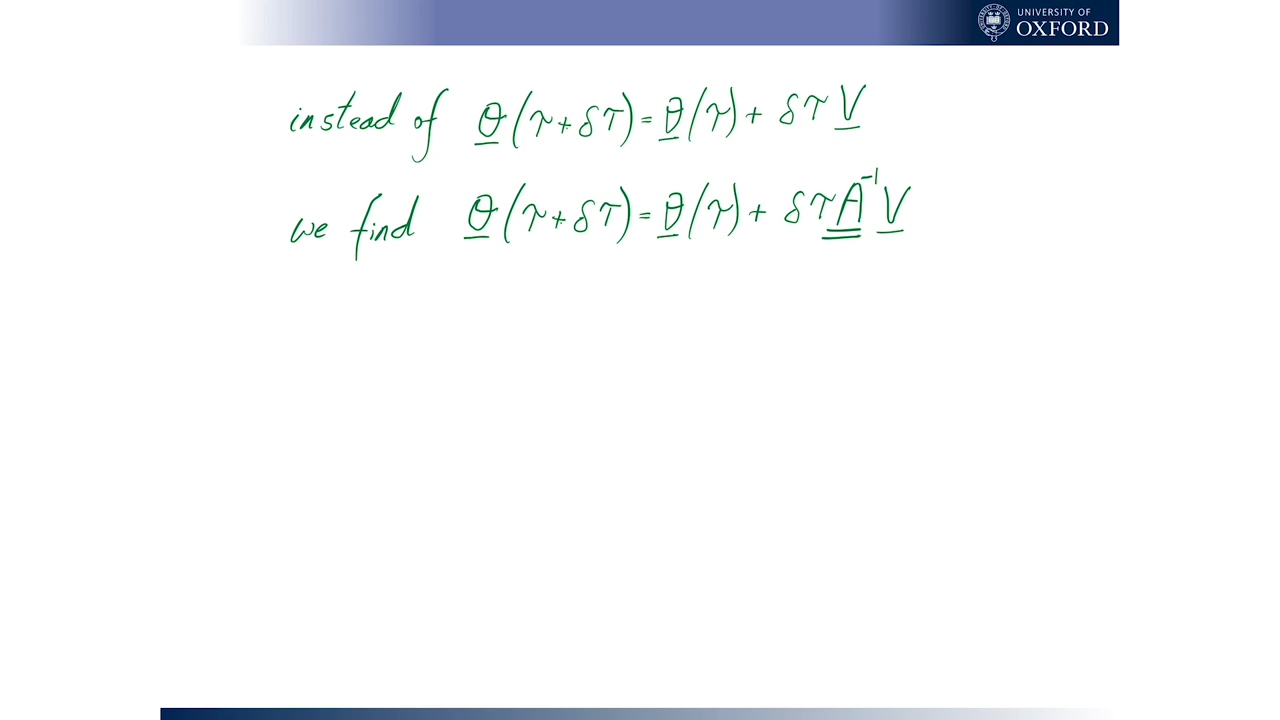 UNIVERSITY OF
OXFORD
instead of θ(τ+δτ)=θ(τ)+ δτ V
we find θ(τ+δτ)=θ(τ)+ δτ A⁻¹ V